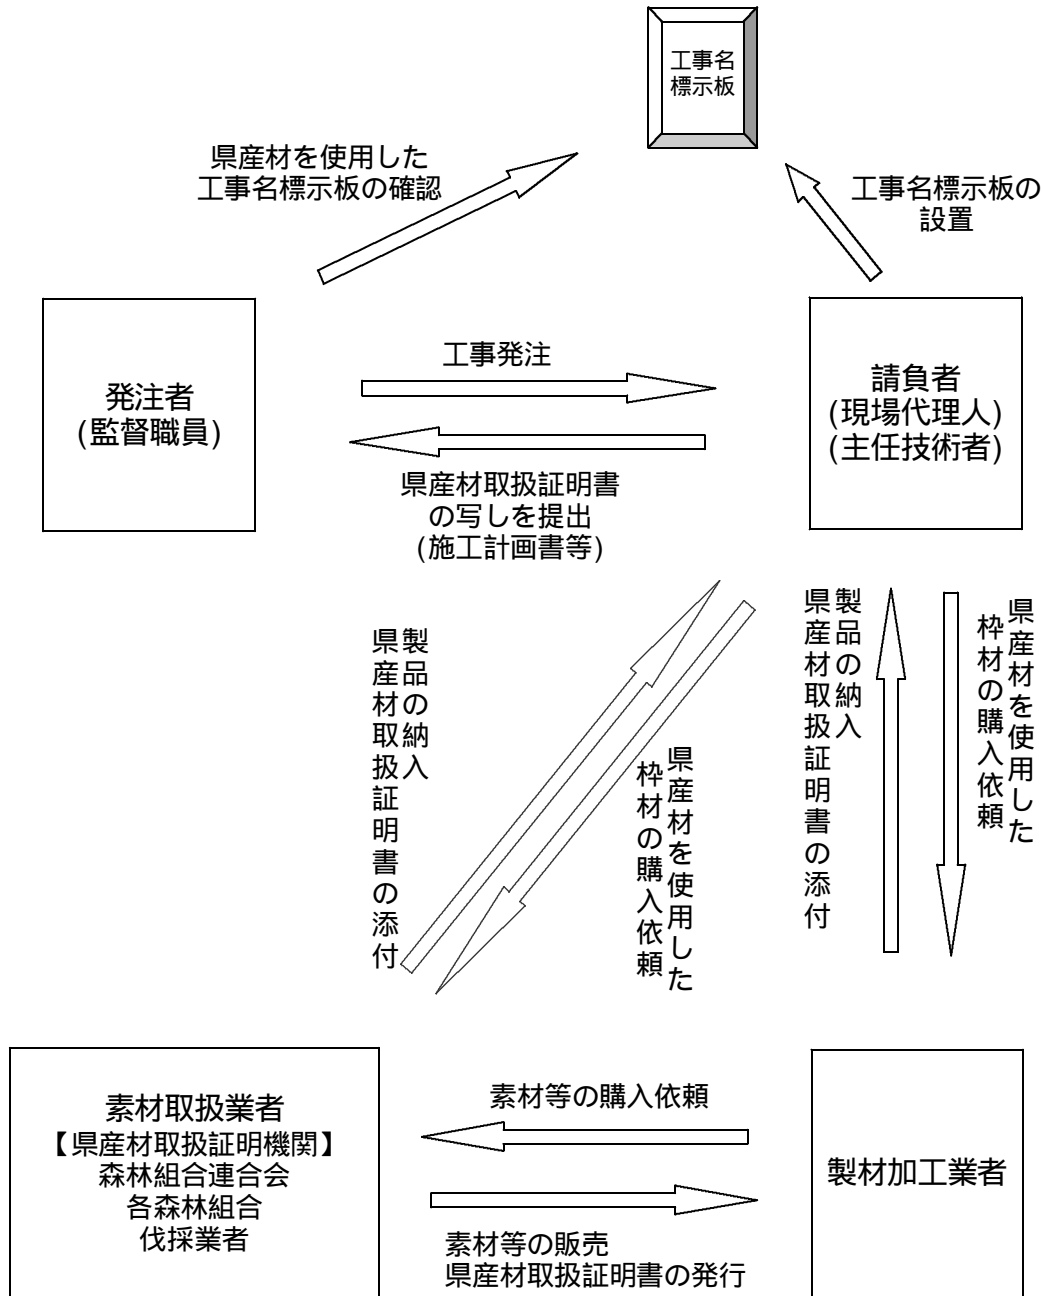 工事名
標示板
県産材を使用した
工事名標示板の確認
工事名標示板の
設置
発注者
(監督職員)
工事発注
請負者
(現場代理人)
(主任技術者)
県産材取扱証明書
の写しを提出
(施工計画書等)
製品の納入
県産材取扱証明書の添付
県産材を使用した
枠材の購入依頼
製品の納入
県産材取扱証明書の添付
県産材を使用した
枠材の購入依頼
素材取扱業者
【県産材取扱証明機関】
森林組合連合会
各森林組合
伐採業者
素材等の購入依頼
素材等の販売
県産材取扱証明書の発行
製材加工業者